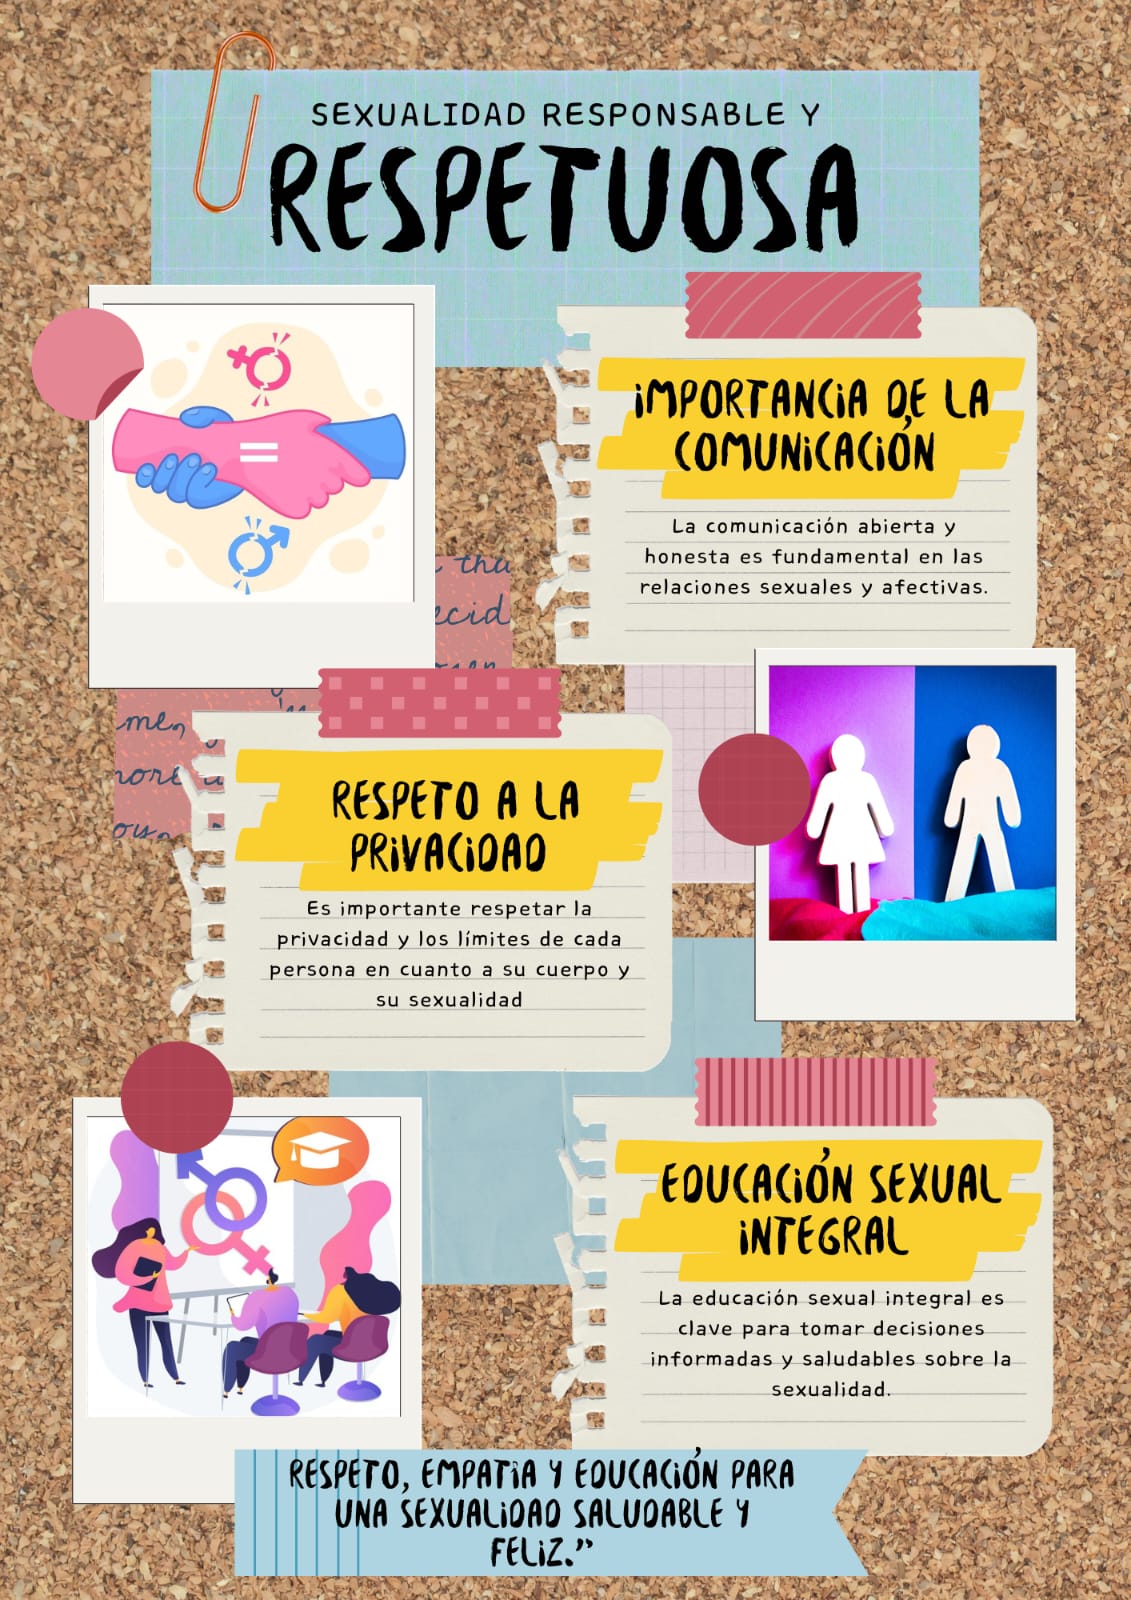 SEXUALIDAD RESPONSABLE Y
RESPETUOSA
IMPORTANCIA DE LA
COMUNICACIÓN
La comunicación abierta y
honesta es fundamental en las
relaciones sexuales y afectivas.
RESPETO A LA
PRIVACIDAD
Es importante respetar la
privacidad y los límites de cada
persona en cuanto a su cuerpo y
su sexualidad
EDUCACIÓN SEXUAL
INTEGRAL
La educación sexual integral es
clave para tomar decisiones
informadas y saludables sobre la
sexualidad.
RESPETO, EMPATÍA Y EDUCACIÓN PARA
UNA SEXUALIDAD SALUDABLE Y
FELIZ.”